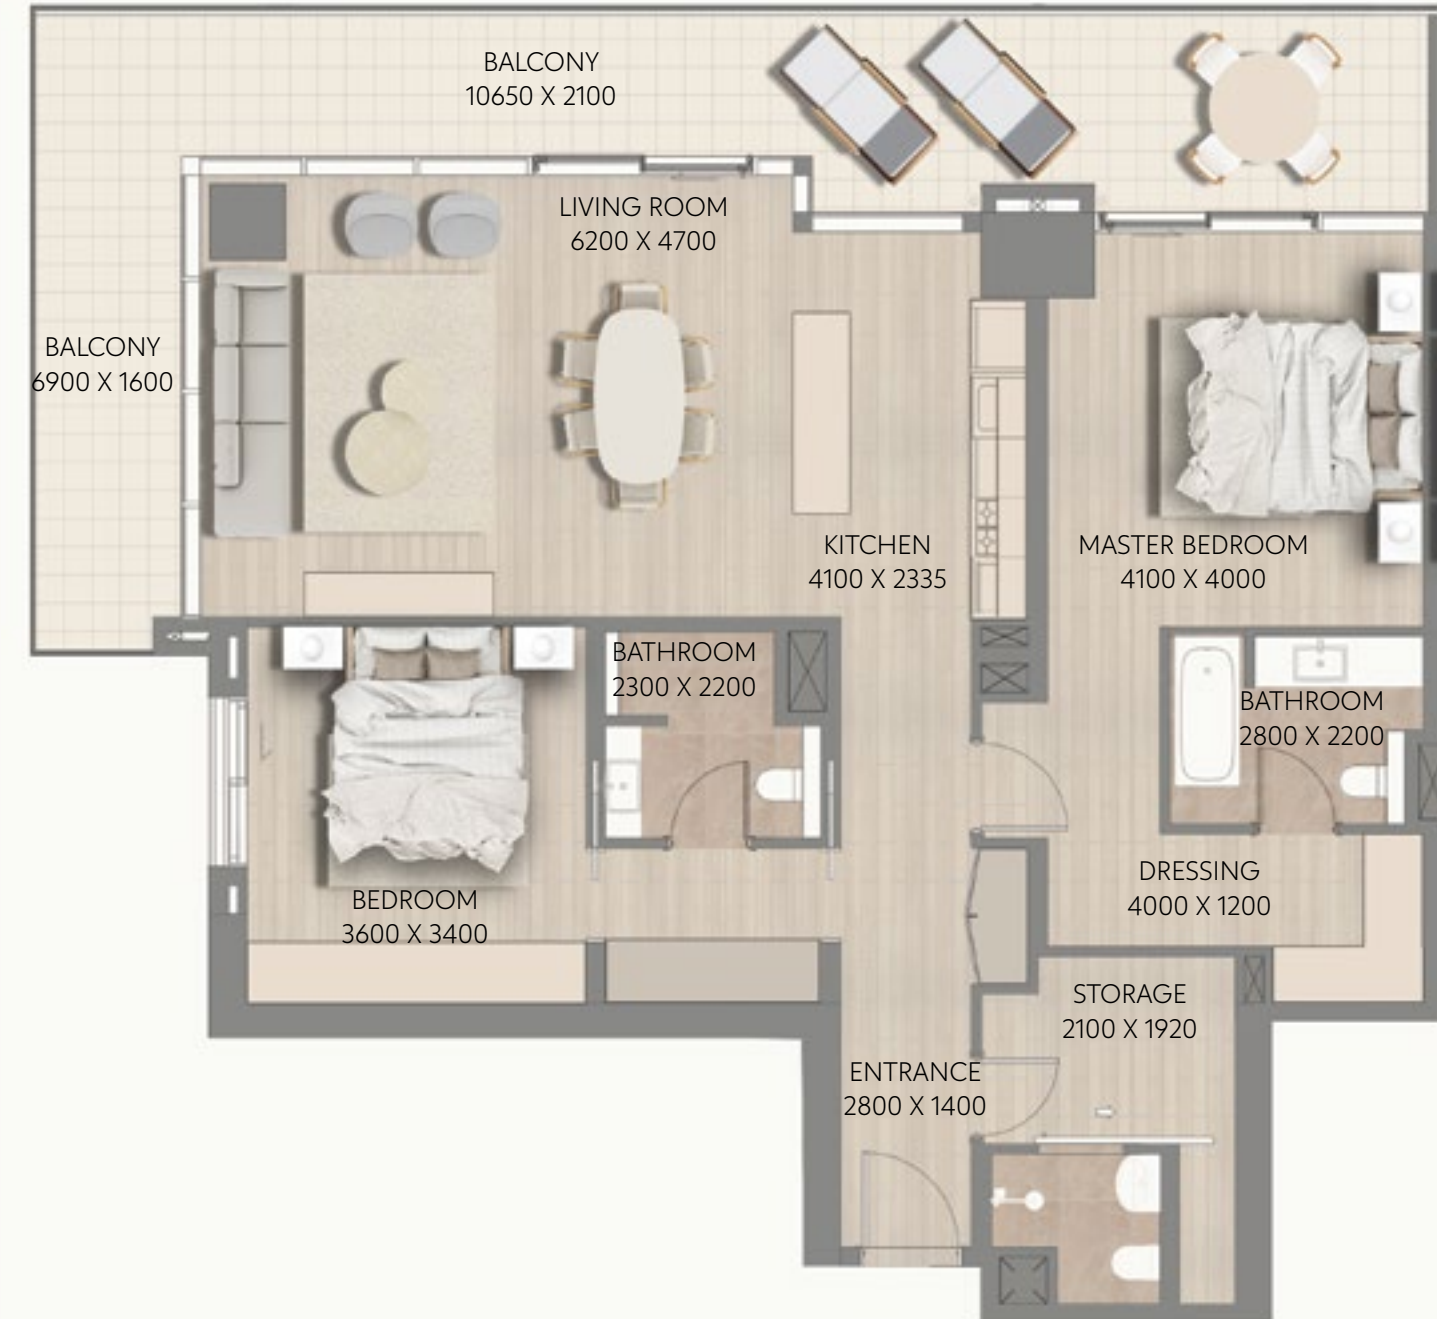 BALCONY
10650 X 2100
LIVING ROOM
6200 X 4700
BALCONY
6900 X 1600
KITCHEN
4100 X 2335
MASTER BEDROOM
4100 X 4000
BATHROOM
2300 X 2200
BATHROOM
2800 X 2200
BEDROOM
3600 X 3400
DRESSING
4000 X 1200
STORAGE
2100 X 1920
ENTRANCE
2800 X 1400